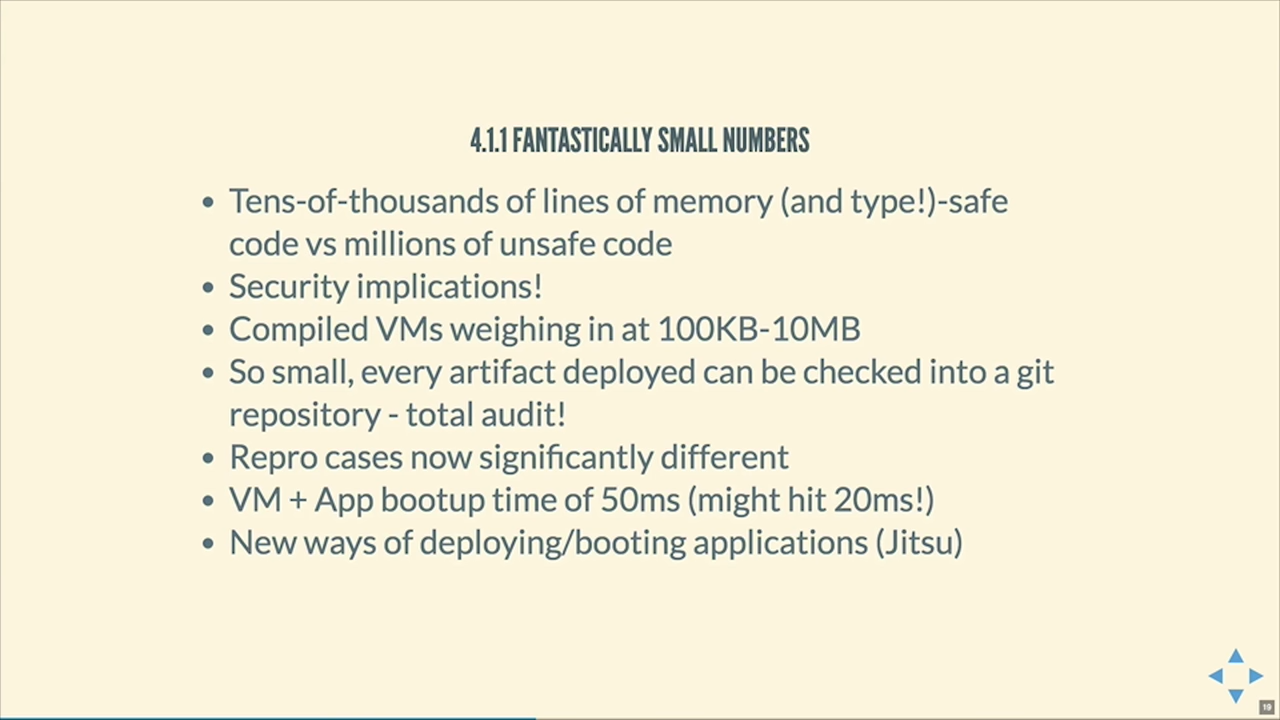 4.1.1 FANTASTICALLY SMALL NUMBERS
• Tens-of-thousands of lines of memory (and type!)-safe
code vs millions of unsafe code
• Security implications!
• Compiled VMs weighing in at 100KB-10MB
• So small, every artifact deployed can be checked into a git
repository - total audit!
• Repro cases now significantly different
• VM + App bootup time of 50ms (might hit 20ms!)
• New ways of deploying/booting applications (Jitsu)
19